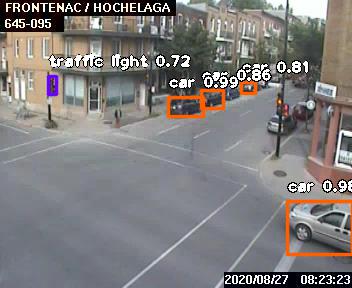 FRONTENAC / HOCHELAGA
645-095
traffic light 0.72
car 0.99
car 0.86
car 0.81
car 0.98
2020/08/27 08:23:23